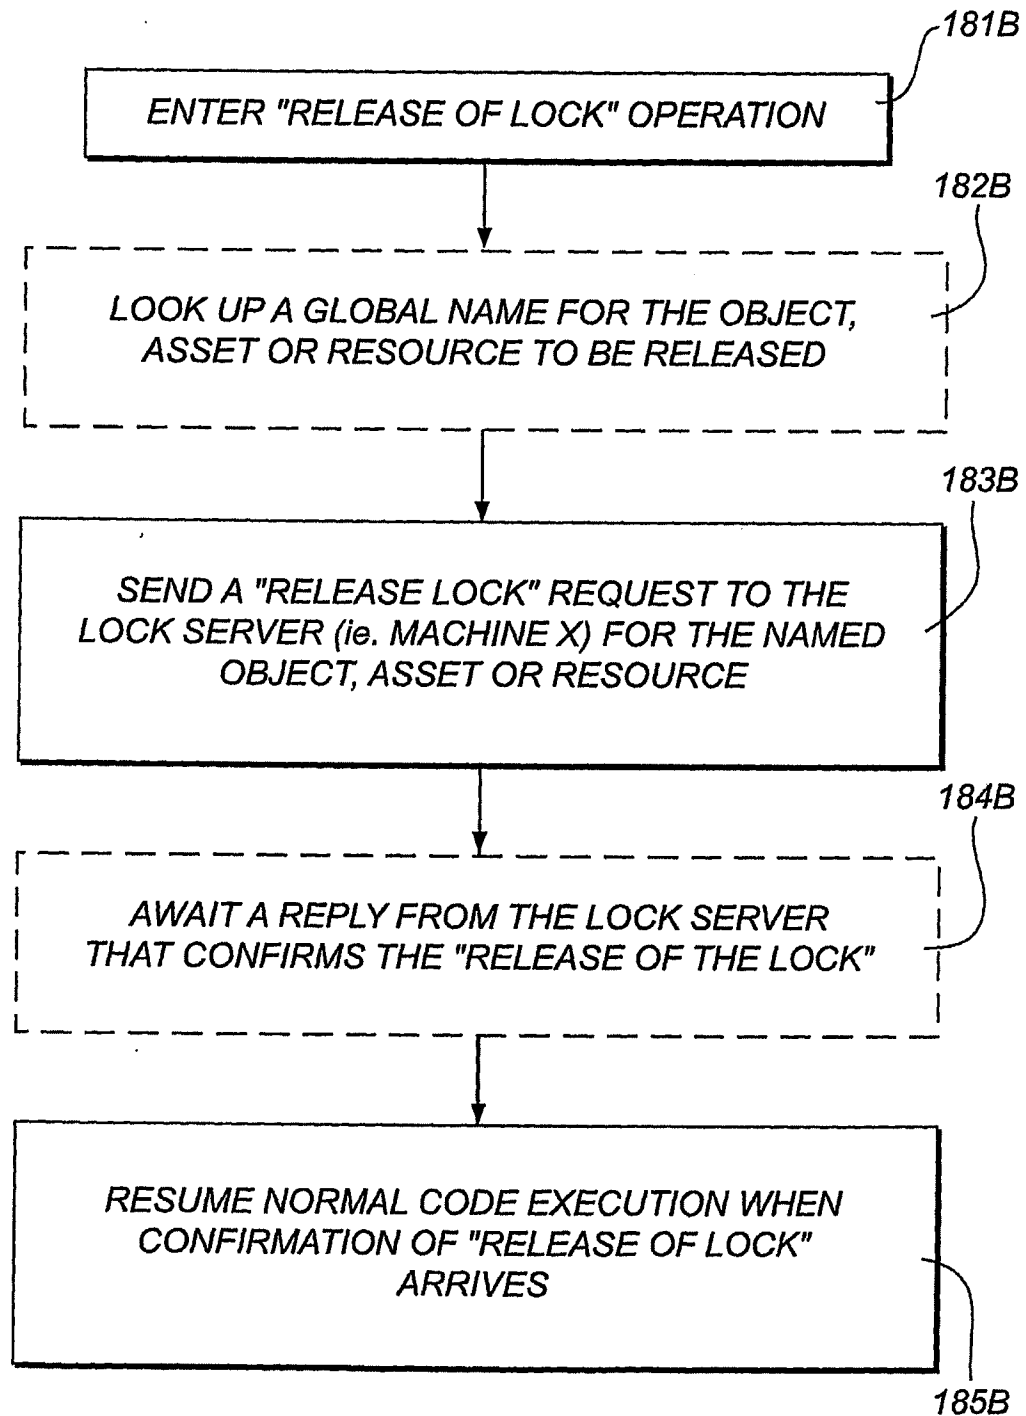 181B
ENTER "RELEASE OF LOCK" OPERATION
182B
LOOK UP A GLOBAL NAME FOR THE OBJECT,
ASSET OR RESOURCE TO BE RELEASED
183B
SEND A "RELEASE LOCK" REQUEST TO THE
LOCK SERVER (ie. MACHINE X) FOR THE NAMED
OBJECT, ASSET OR RESOURCE
184B
AWAIT A REPLY FROM THE LOCK SERVER
THAT CONFIRMS THE "RELEASE OF THE LOCK"
RESUME NORMAL CODE EXECUTION WHEN
CONFIRMATION OF "RELEASE OF LOCK"
ARRIVES
185B